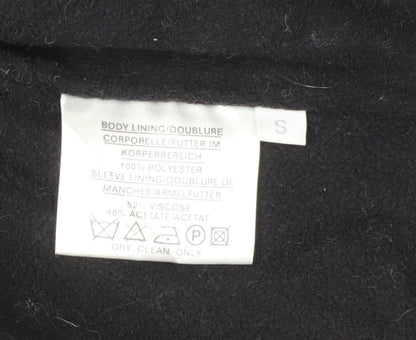 BODY LINING/DOUBLURE
CORPORELLE/FUTTER IM
KÖRPERBEREICH
100% POLYESTER
SLEEVE LINING/DOUBLURE DE
MANCHES/ARMELFUTTER
52% VISCOSE
48% ACETATE/ACETAT
P
DRY CLEAN ONLY
S